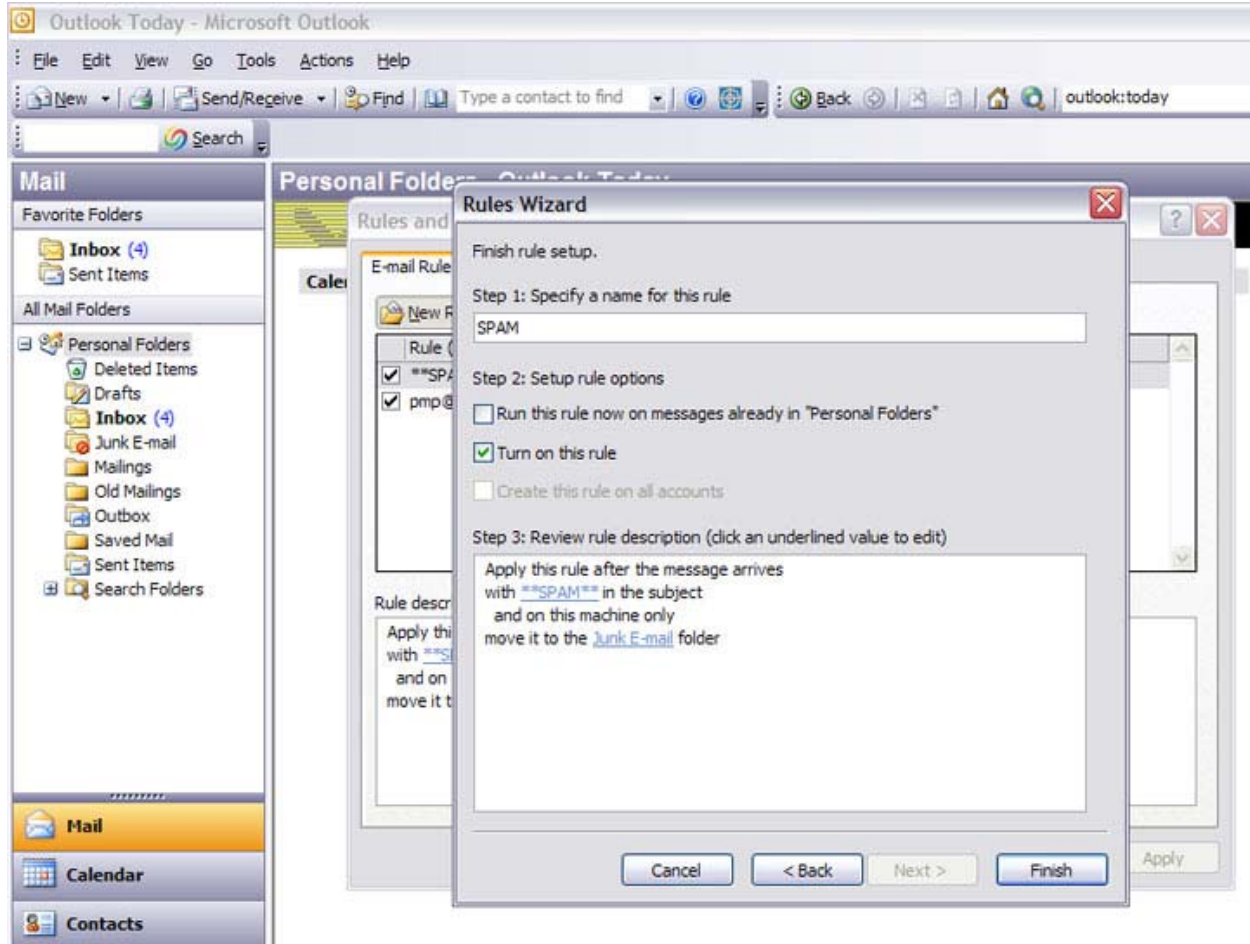 Outlook Today - Microsoft Outlook
File Edit View Go Tools Actions Help
New Send/Receive Find Type a contact to find Back outlook:today
Search
Mail
Favorite Folders
Inbox (4)
Sent Items
All Mail Folders
Personal Folders
Deleted Items
Drafts
Inbox (4)
Junk E-mail
Mailings
Old Mailings
Outbox
Saved Mail
Sent Items
Search Folders
Mail
Calendar
Contacts
Personal Folders - Outlook Today
Rules and
E-mail Rule
New R
Rule (
**SPA
pmp@
Rule descr
Apply thi
with **S
and on
move it t
Apply
Rules Wizard
Finish rule setup.
Step 1: Specify a name for this rule
SPAM
Step 2: Setup rule options
Run this rule now on messages already in "Personal Folders"
Turn on this rule
Create this rule on all accounts
Step 3: Review rule description (click an underlined value to edit)
Apply this rule after the message arrives
with **SPAM** in the subject
and on this machine only
move it to the Junk E-mail folder
Cancel < Back Next > Finish